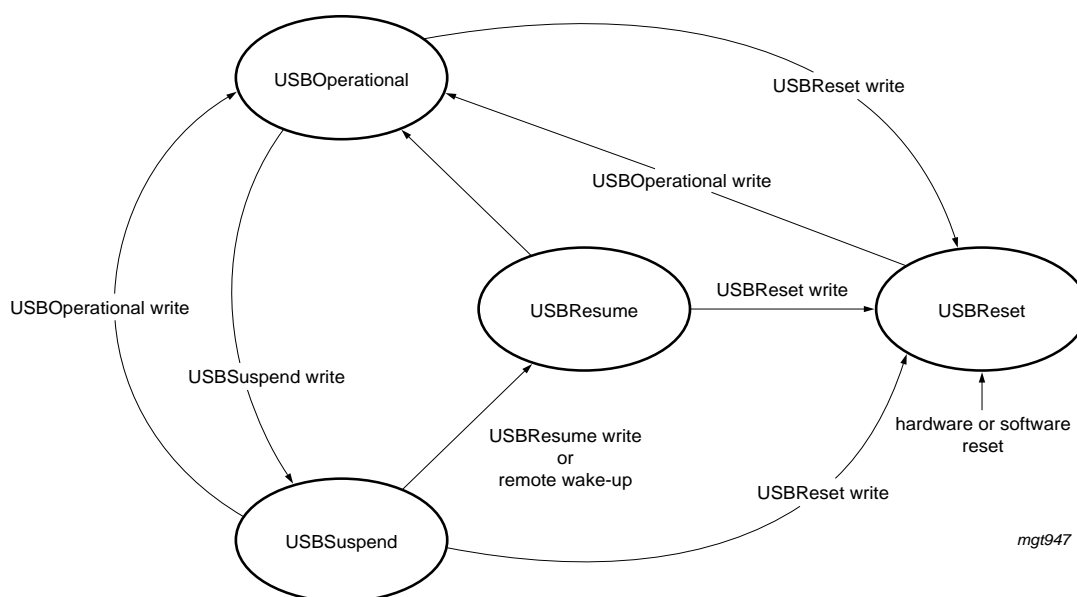 USBOperational
USBReset write
USBOperational write
USBReset write
USBResume
USBReset
USBOperational write
USBSuspend write
hardware or software
reset
USBResume write
or
remote wake-up
USBReset write
USBSuspend
mgt947